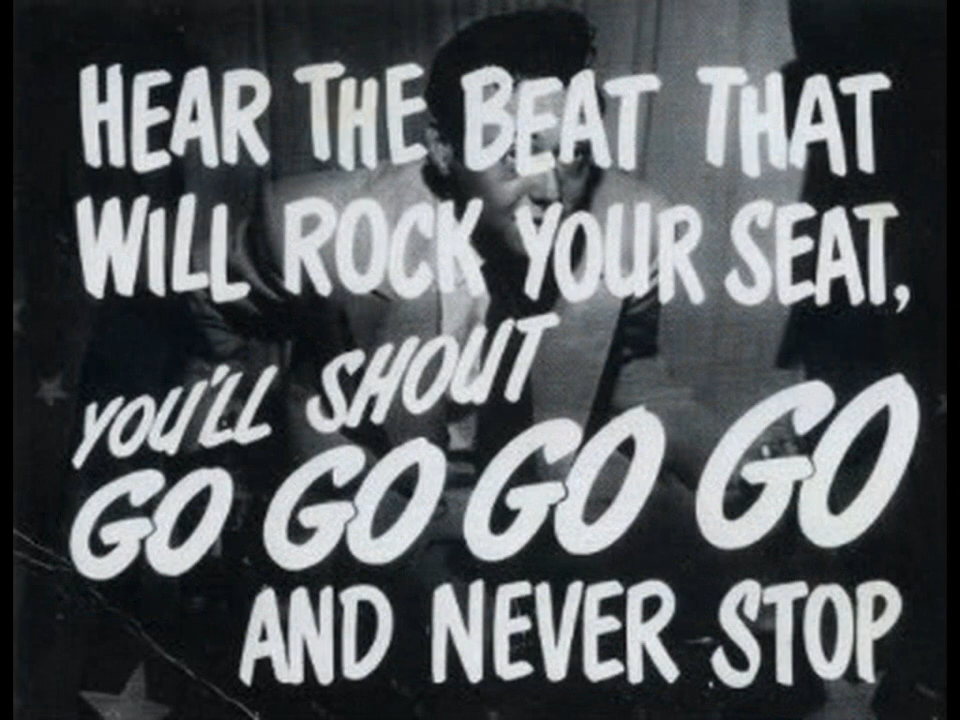 HEAR THE BEAT THAT
WILL ROCK YOUR SEAT,
YOU'LL SHOUT
GO GO GO GO
AND NEVER STOP